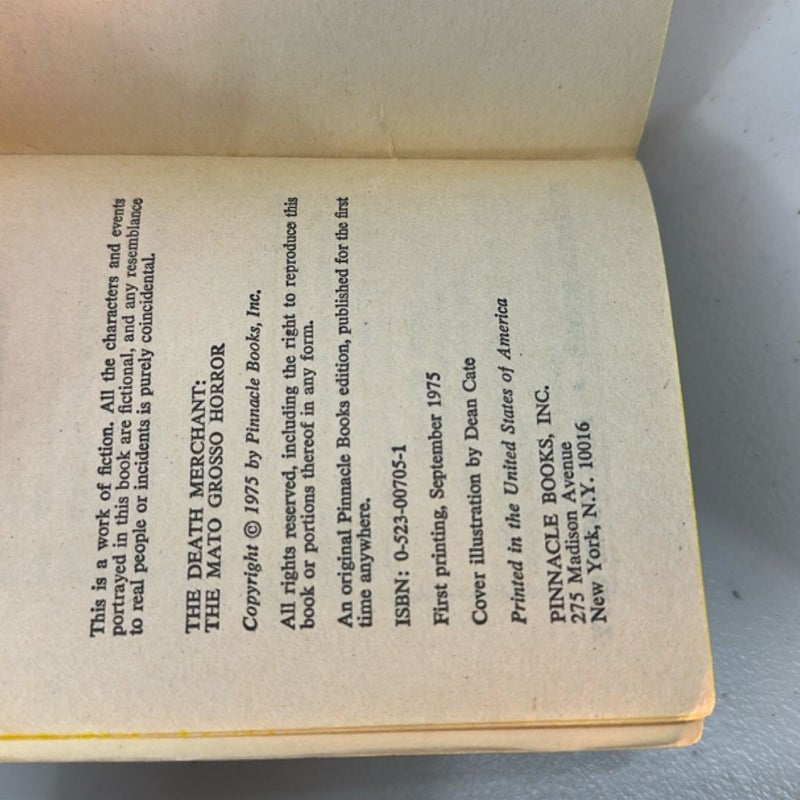 This is a work of fiction. All the characters and events
portrayed in this book are fictional, and any resemblance
to real people or incidents is purely coincidental.
THE DEATH MERCHANT:
THE MATO GROSSO HORROR
Copyright © 1975 by Pinnacle Books, Inc.
All rights reserved, including the right to reproduce this
book or portions thereof in any form.
An original Pinnacle Books edition, published for the first
time anywhere.
ISBN: 0-523-00705-1
First printing, September 1975
Cover illustration by Dean Cate
Printed in the United States of America
PINNACLE BOOKS, INC.
275 Madison Avenue
New York, N.Y. 10016